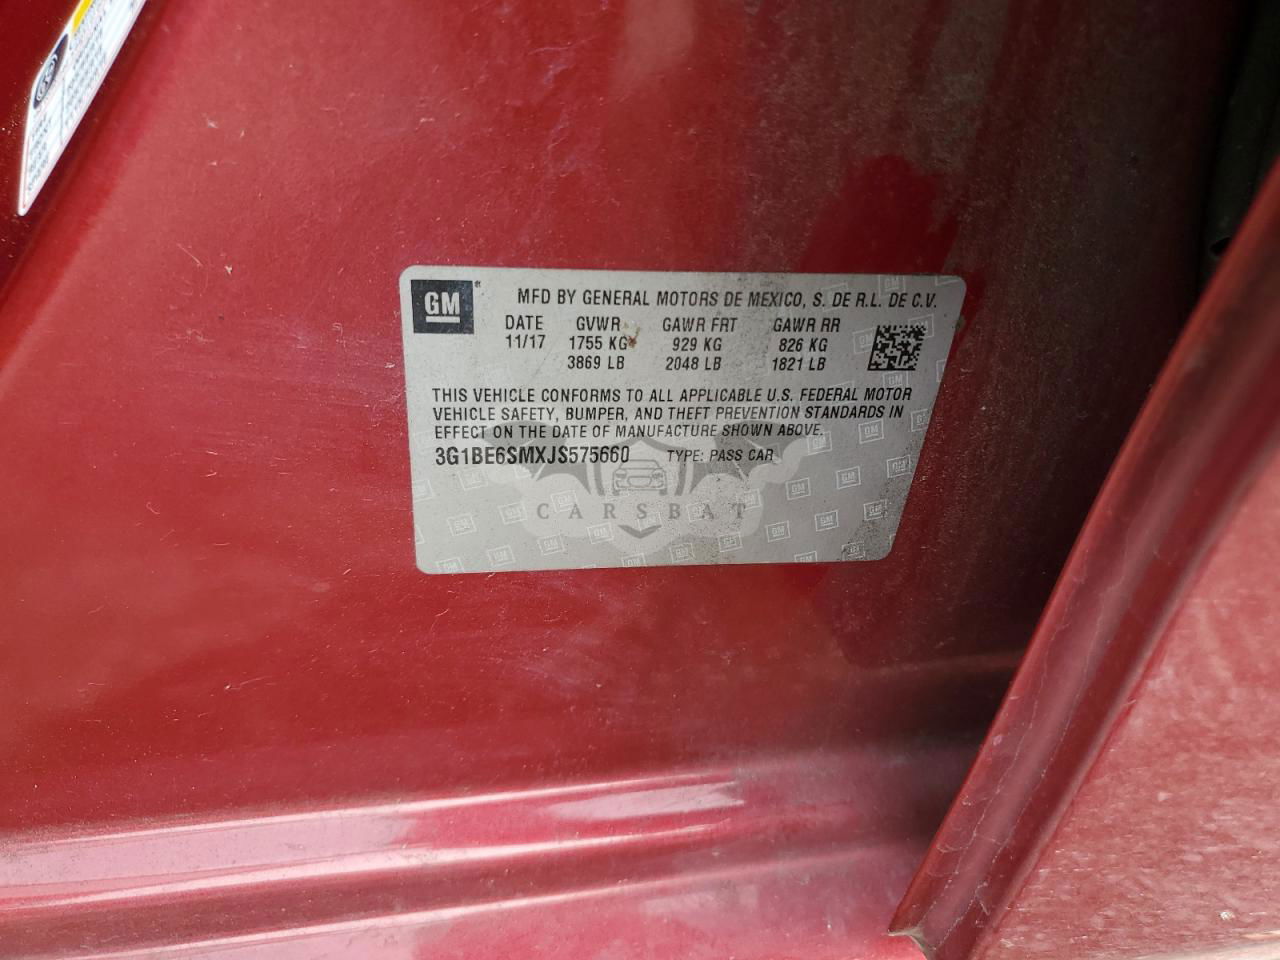 GM
MFD BY GENERAL MOTORS DE MEXICO, S. DE R.L. DE C.V.
DATE GVWR GAWR FRT GAWR RR
11/17 1755 KG 929 KG 826 KG
3869 LB 2048 LB 1821 LB
THIS VEHICLE CONFORMS TO ALL APPLICABLE U.S. FEDERAL MOTOR
VEHICLE SAFETY, BUMPER, AND THEFT PREVENTION STANDARDS IN
EFFECT ON THE DATE OF MANUFACTURE SHOWN ABOVE.
3G1BE6SMXJS575660 TYPE: PASS CAR
CARSBAT